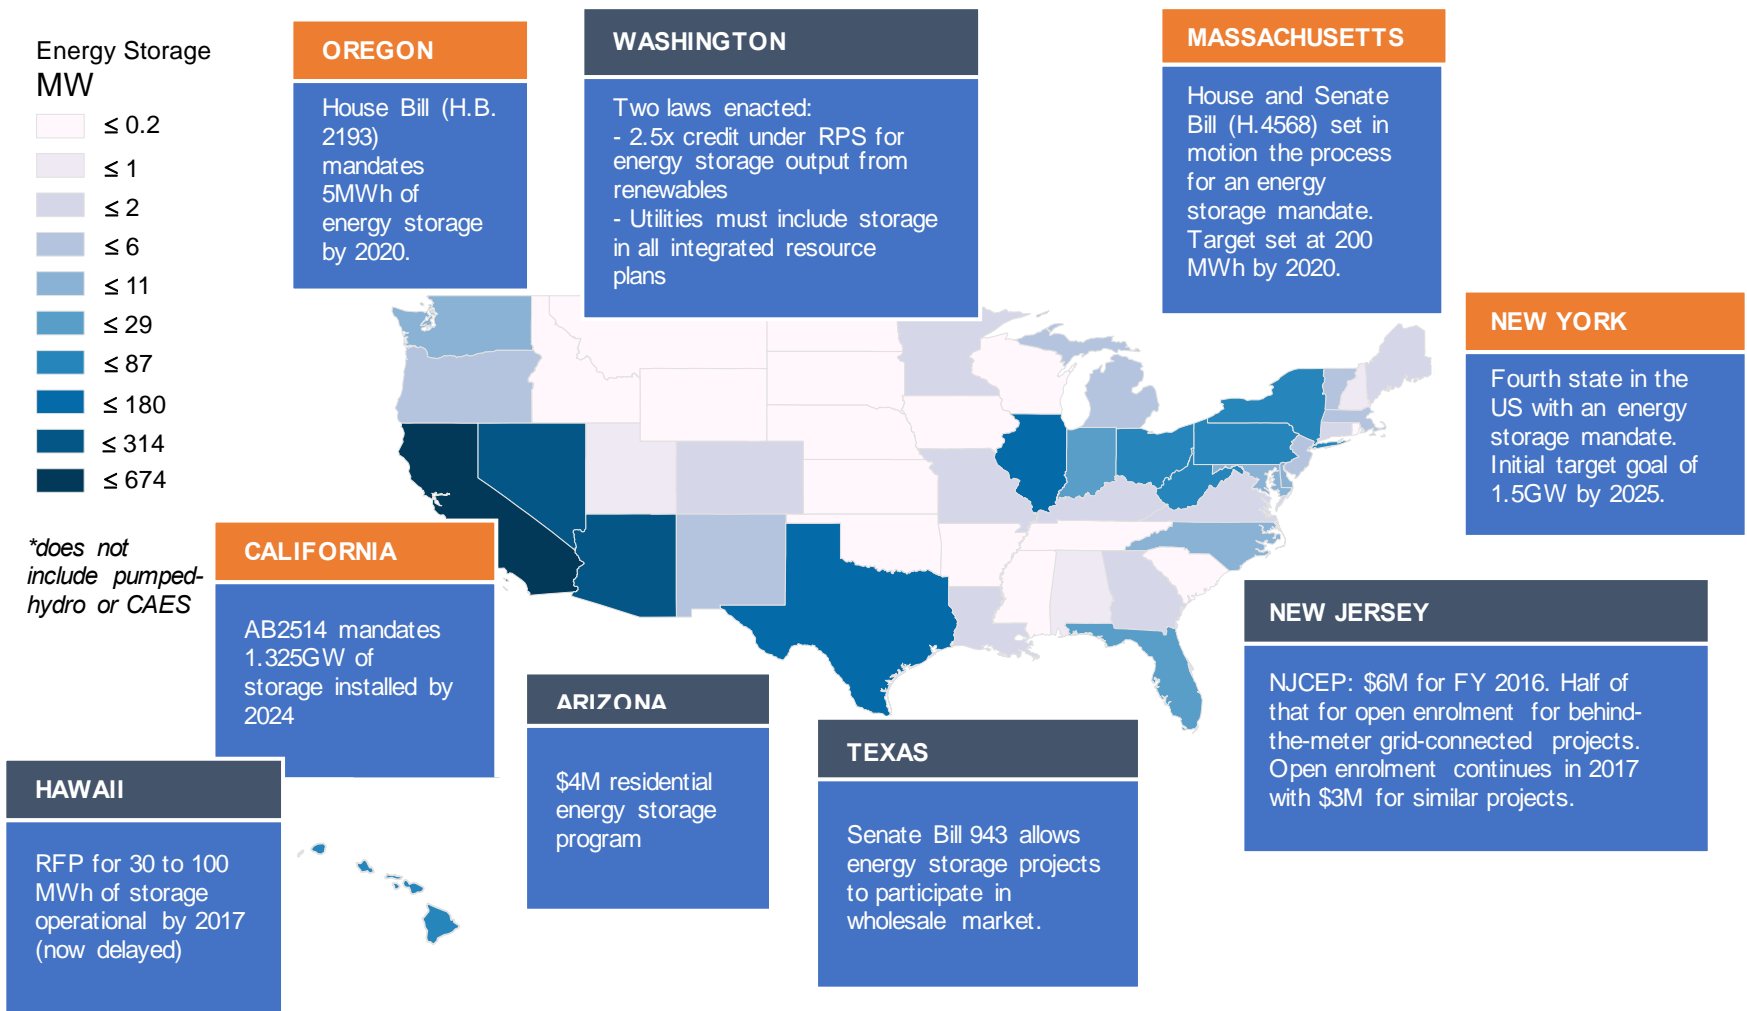 Energy Storage
MW
≤ 0.2
≤ 1
≤ 2
≤ 6
≤ 11
≤ 29
≤ 87
≤ 180
≤ 314
≤ 674
*does not
include pumped-
hydro or CAES
OREGON
House Bill (H.B.
2193)
mandates
5MWh of
energy storage
by 2020.
WASHINGTON
Two laws enacted:
- 2.5x credit under RPS for
energy storage output from
renewables
- Utilities must include storage
in all integrated resource
plans
MASSACHUSETTS
House and Senate
Bill (H.4568) set in
motion the process
for an energy
storage mandate.
Target set at 200
MWh by 2020.
NEW YORK
Fourth state in the
US with an energy
storage mandate.
Initial target goal of
1.5GW by 2025.
CALIFORNIA
AB2514 mandates
1.325GW of
storage installed by
2024
NEW JERSEY
NJCEP: $6M for FY 2016. Half of
that for open enrolment for behind-
the-meter grid-connected projects.
Open enrolment continues in 2017
with $3M for similar projects.
ARIZONA
$4M residential
energy storage
program
TEXAS
Senate Bill 943 allows
energy storage projects
to participate in
wholesale market.
HAWAII
RFP for 30 to 100
MWh of storage
operational by 2017
(now delayed)